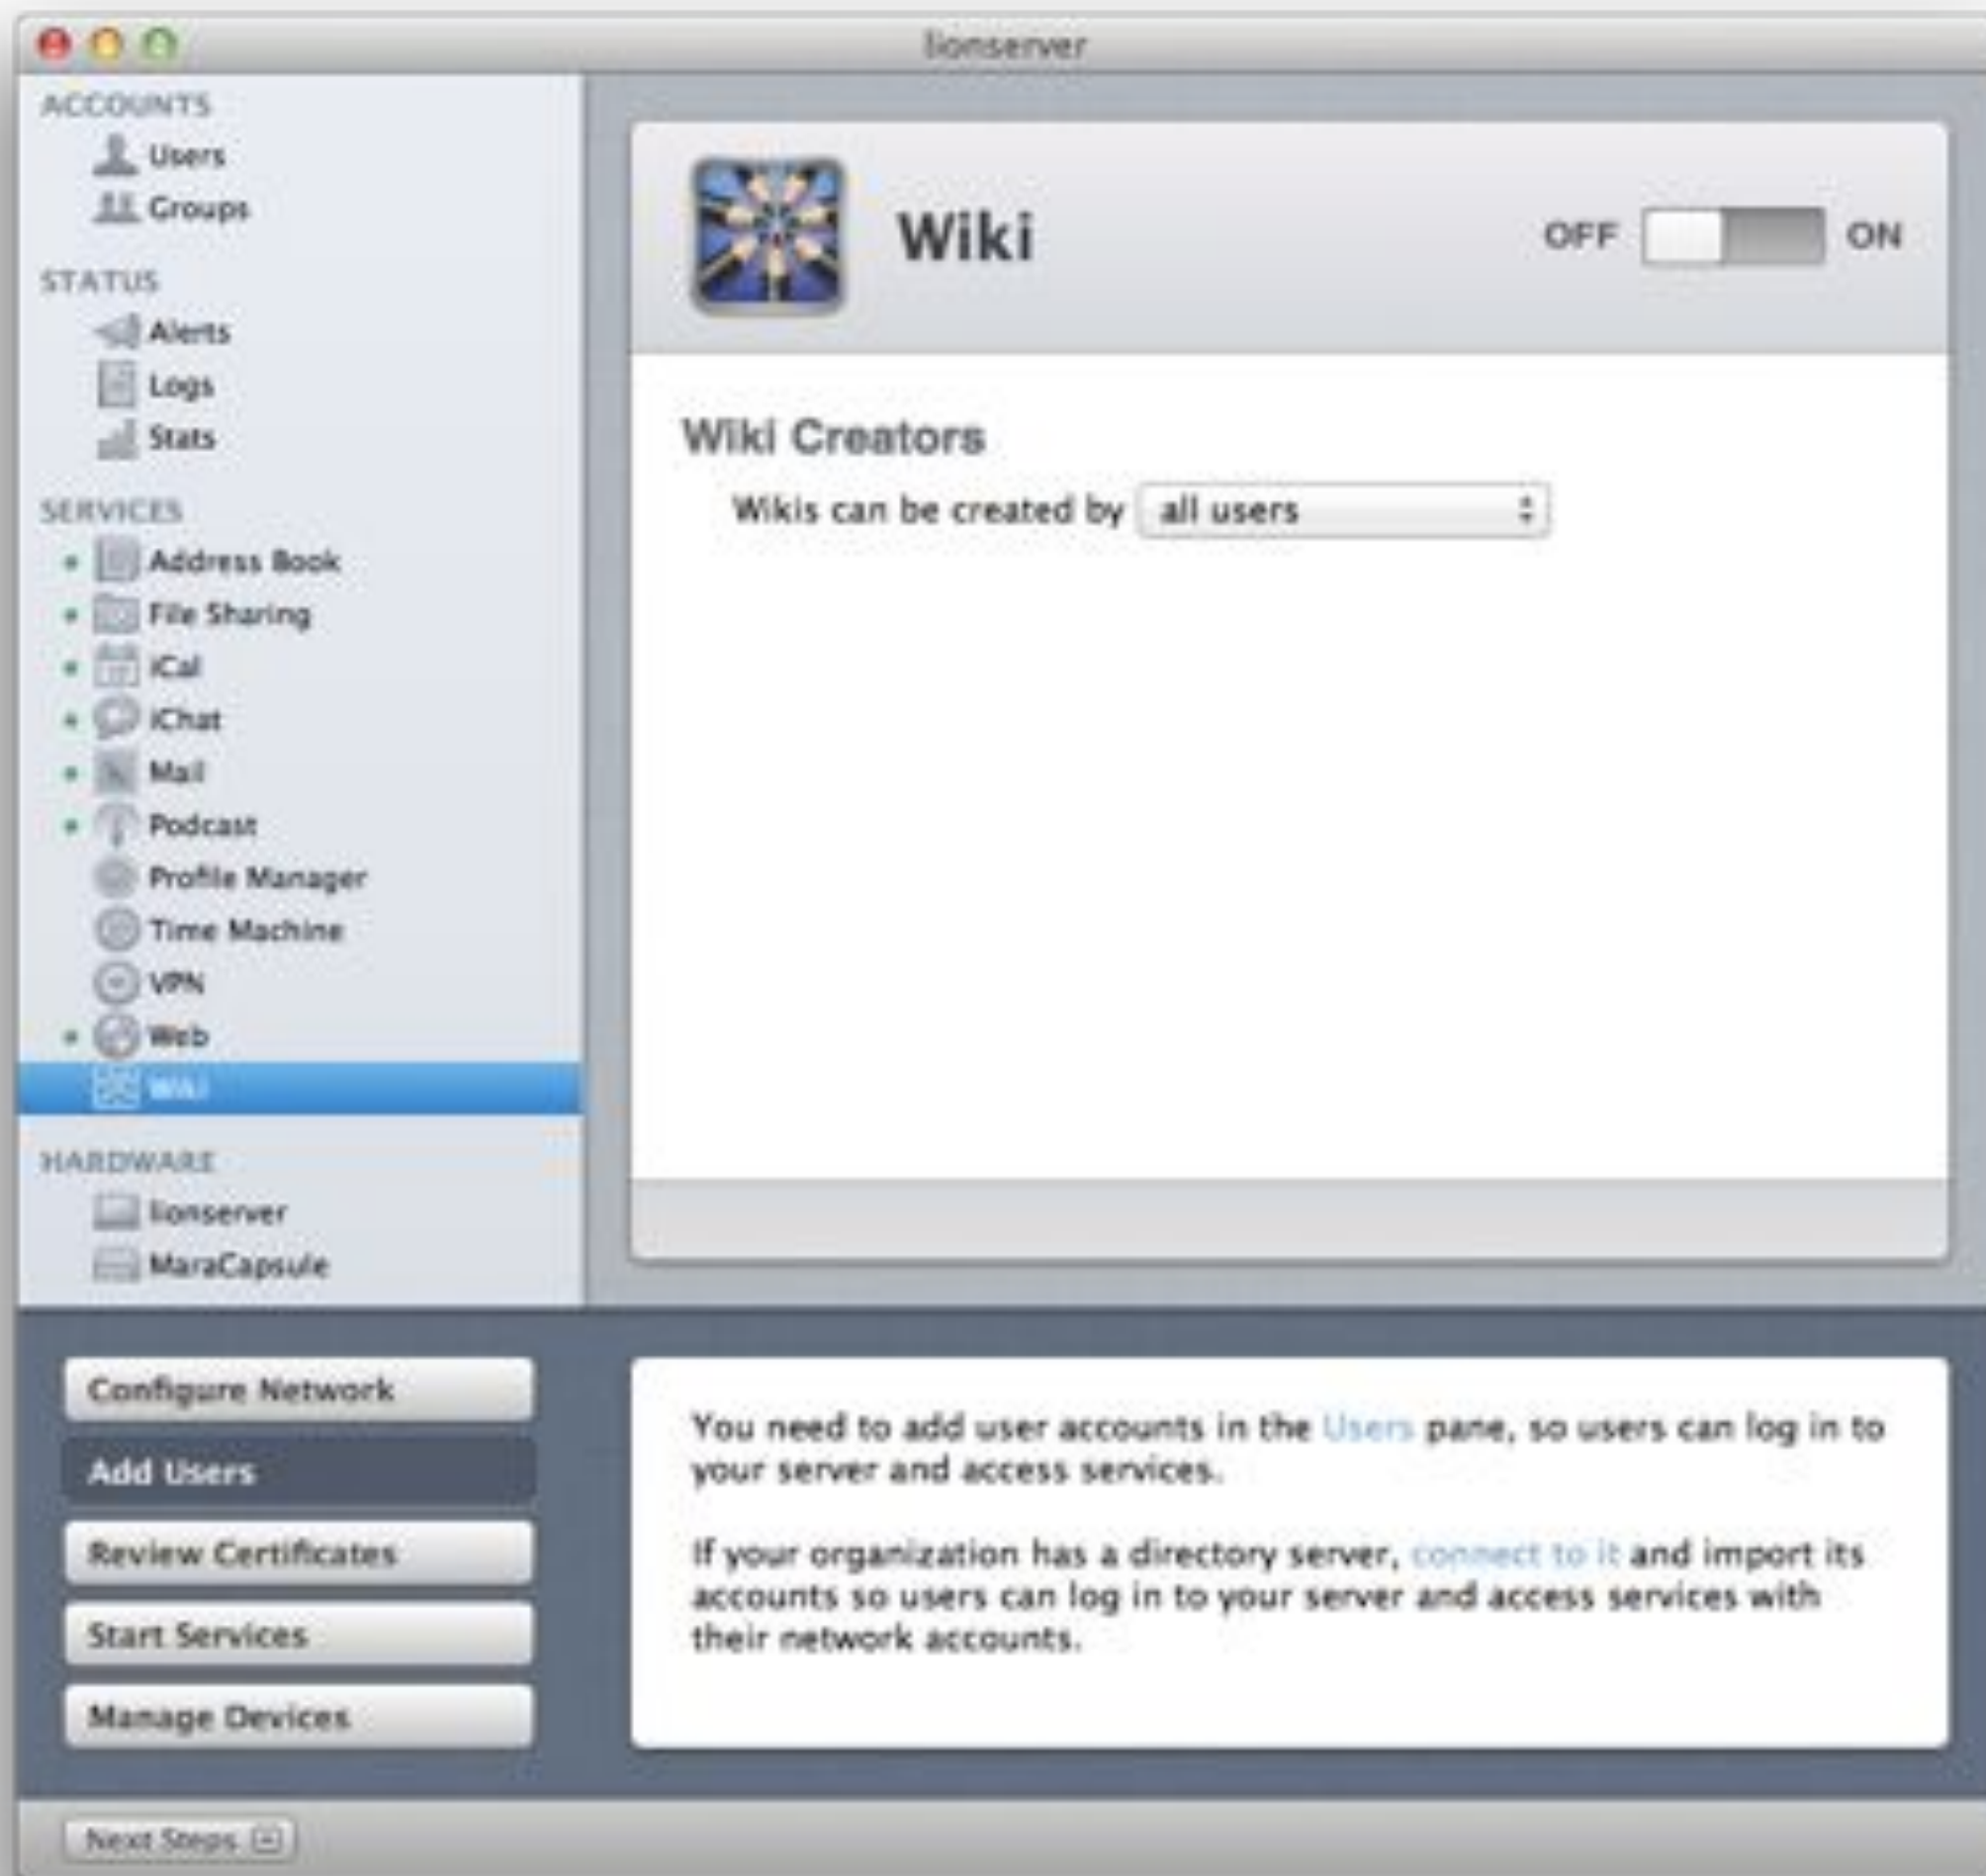 lionserver
ACCOUNTS
Users
Groups
STATUS
Alerts
Logs
Stats
SERVICES
Address Book
File Sharing
iCal
iChat
Mail
Podcast
Profile Manager
Time Machine
VPN
Web
Wiki
HARDWARE
lionserver
MaraCapsule
Wiki
OFF ON
Wiki Creators
Wikis can be created by all users
Configure Network
Add Users
Review Certificates
Start Services
Manage Devices
You need to add user accounts in the Users pane, so users can log in to
your server and access services.
If your organization has a directory server, connect to it and import its
accounts so users can log in to your server and access services with
their network accounts.
Next Steps